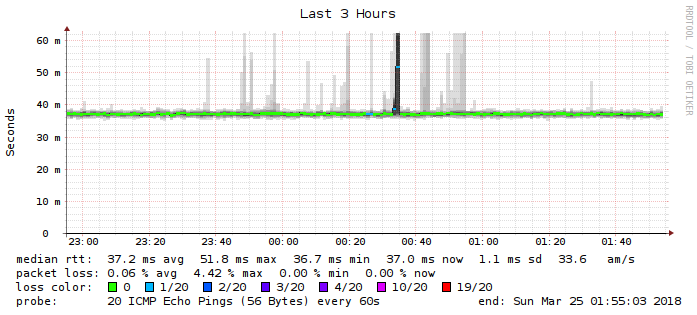 Last 3 Hours
RRDTOOL / TOBI OETIKER
Seconds
60 m
50 m
40 m
30 m
20 m
10 m
0
23:00 23:20 23:40 00:00 00:20 00:40 01:00 01:20 01:40
median rtt: 37.2 ms avg 51.8 ms max 36.7 ms min 37.0 ms now 1.1 ms sd 33.6 am/s
packet loss: 0.06 % avg 4.42 % max 0.00 % min 0.00 % now
loss color: 0 1/20 2/20 3/20 4/20 10/20 19/20
probe: 20 ICMP Echo Pings (56 Bytes) every 60s end: Sun Mar 25 01:55:03 2018